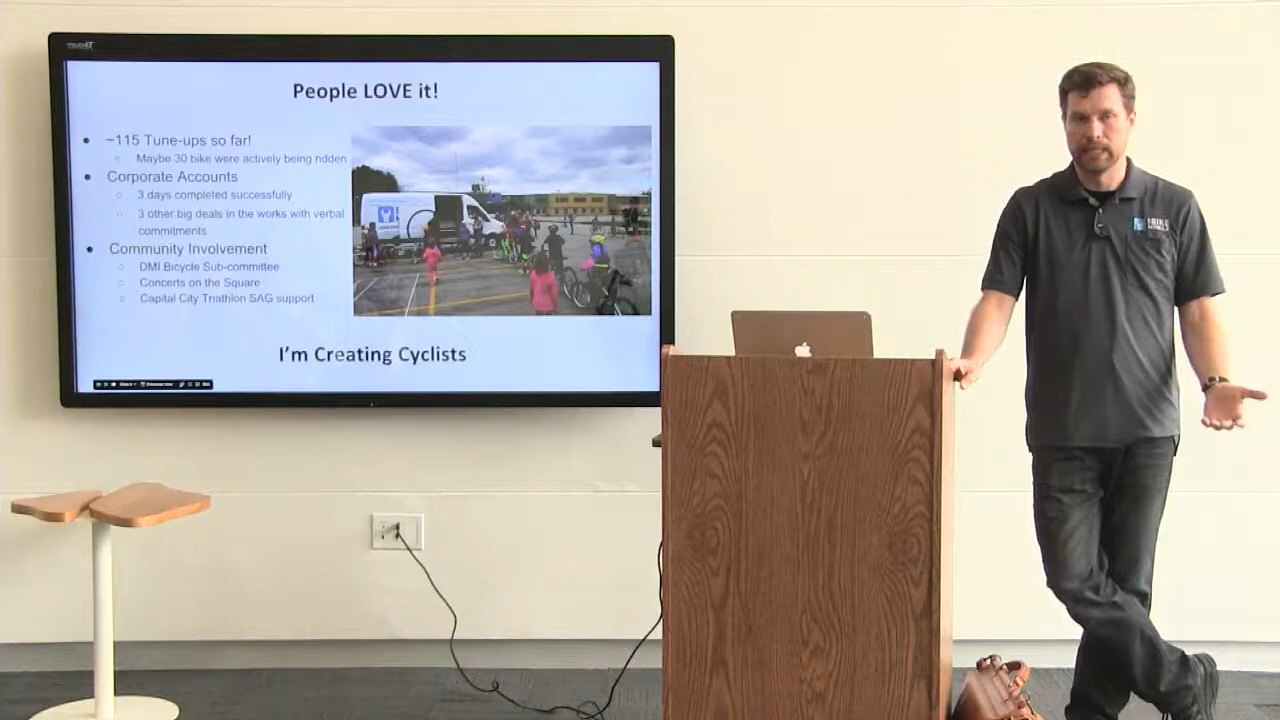 People LOVE it!
~115 Tune-ups so far!
Maybe 30 bike were actively being ridden
Corporate Accounts
3 days completed successfully
3 other big deals in the works with verbal
commitments
Community Involvement
DMI Bicycle Sub-committee
Concerts on the Square
Capital City Triathlon SAG support
I'm Creating Cyclists